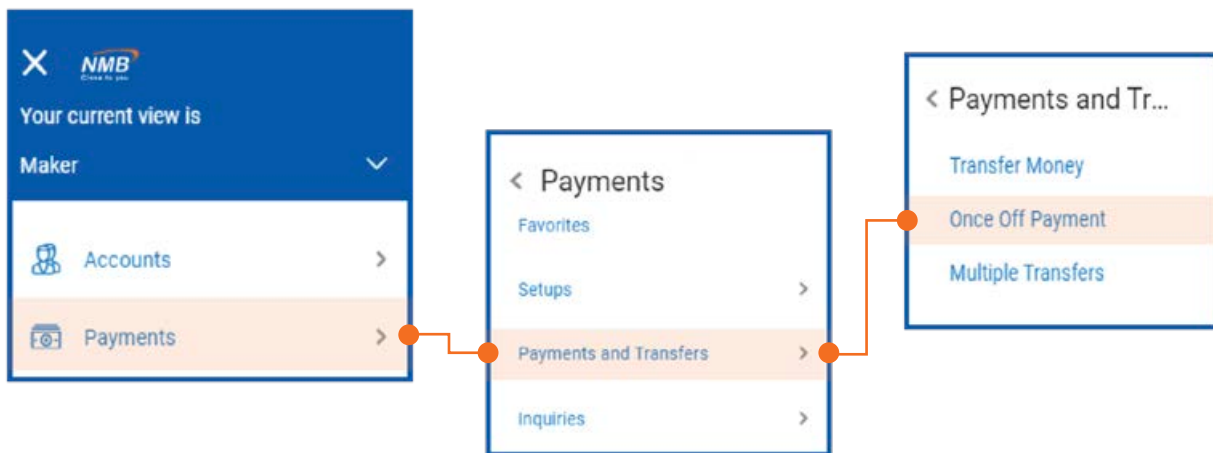 NMB
Close to you
Your current view is
Maker
Accounts
Payments
Payments
Favorites
Setups
Payments and Transfers
Inquiries
Payments and Tr...
Transfer Money
Once Off Payment
Multiple Transfers